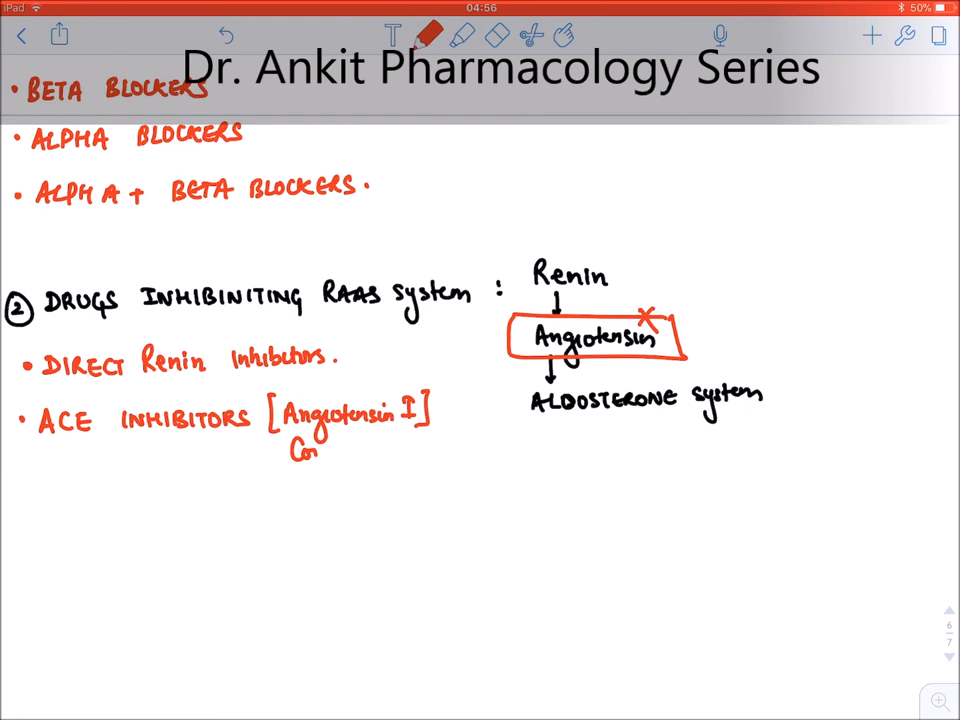 iPad 04:56 50%
Dr. Ankit Pharmacology Series
• BETA BLOCKERS
• ALPHA BLOCKERS
• ALPHA + BETA BLOCKERS.
② DRUGS INHIBINITING RAAS system :
Renin
Angiotensin
ALDOSTERONE system
• DIRECT Renin inhibitors.
• ACE INHIBITORS [Angiotensin I]
Con
6
7